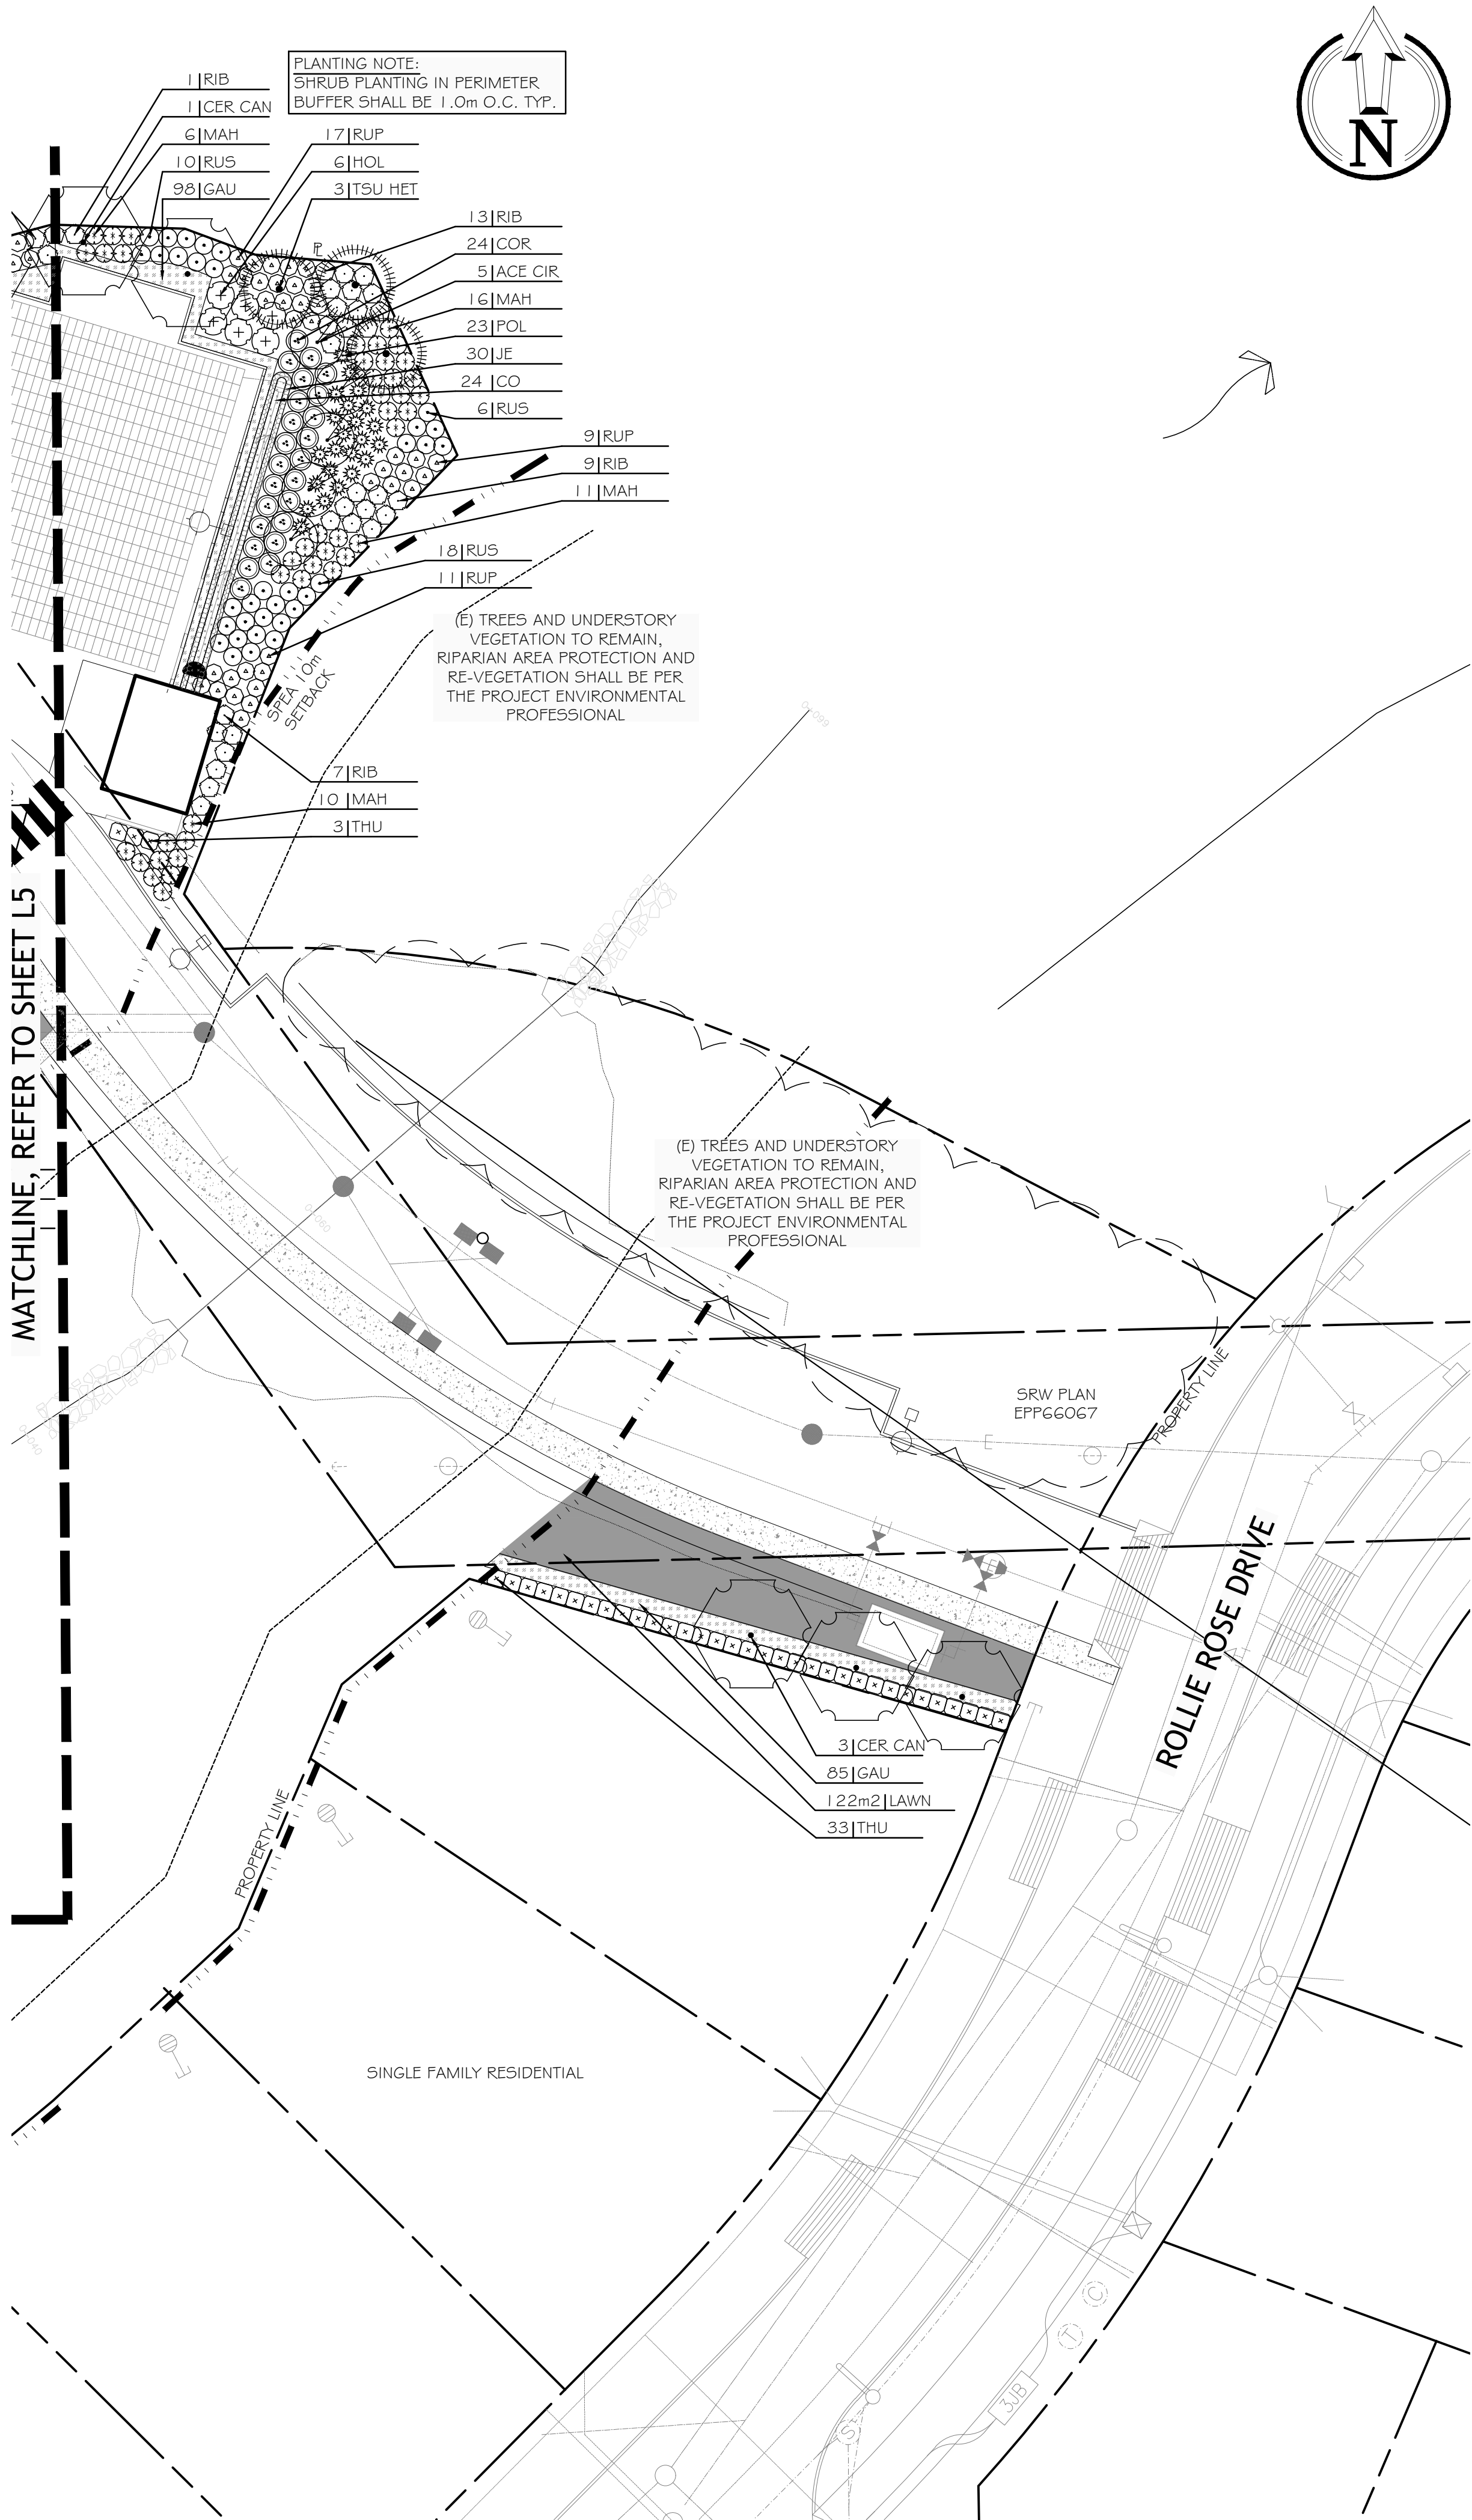 PLANTING NOTE:
SHRUB PLANTING IN PERIMETER
BUFFER SHALL BE 1.0m O.C. TYP.
N
1|RIB
1|CER CAN
6|MAH
10|RUS
98|GAU
17|RUP
6|HOL
3|TSU HET
PL
13|RIB
24|COR
5|ACE CIR
16|MAH
23|POL
30|JE
24|CO
6|RUS
9|RUP
9|RIB
11|MAH
18|RUS
11|RUP
(E) TREES AND UNDERSTORY
VEGETATION TO REMAIN,
RIPARIAN AREA PROTECTION AND
RE-VEGETATION SHALL BE PER
THE PROJECT ENVIRONMENTAL
PROFESSIONAL
SPEA 10m
SETBACK
7|RIB
10|MAH
3|THU
MATCHLINE, REFER TO SHEET L5
(E) TREES AND UNDERSTORY
VEGETATION TO REMAIN,
RIPARIAN AREA PROTECTION AND
RE-VEGETATION SHALL BE PER
THE PROJECT ENVIRONMENTAL
PROFESSIONAL
0+060
SRW PLAN
EPP66067
PROPERTY LINE
ROLLIE ROSE DRIVE
3|CER CAN
85|GAU
122m2|LAWN
33|THU
PROPERTY LINE
SINGLE FAMILY RESIDENTIAL
C
T
3JB
S